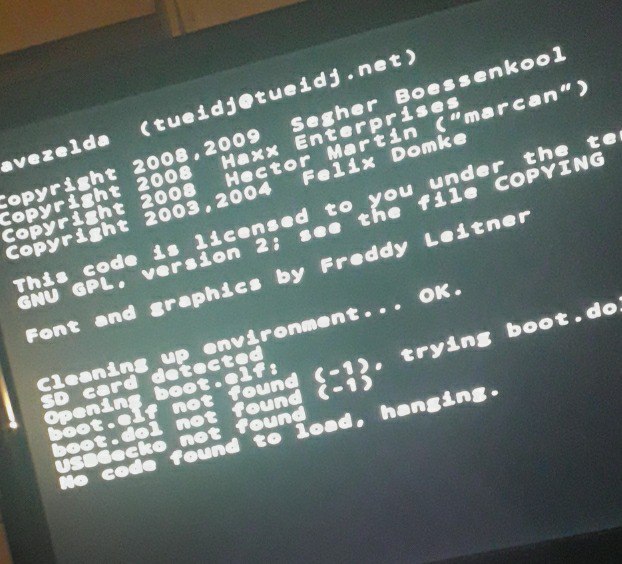 avezelda (tueidj@tueidj.net)
Copyright 2008,2009 Segher Boessenkool
Copyright 2008 Haxx Enterprises
Copyright 2008 Hector Martin ("marcan")
Copyright 2003,2004 Felix Domke
This code is licensed to you under the ter
GNU GPL, version 2; see the file COPYING
Font and graphics by Freddy Leitner
Cleaning up environment... OK.
SD card detected
Opening boot.elf:
boot.elf not found (-1), trying boot.dol
boot.dol not found (-1)
USBGecko not found
No code found to load, hanging.